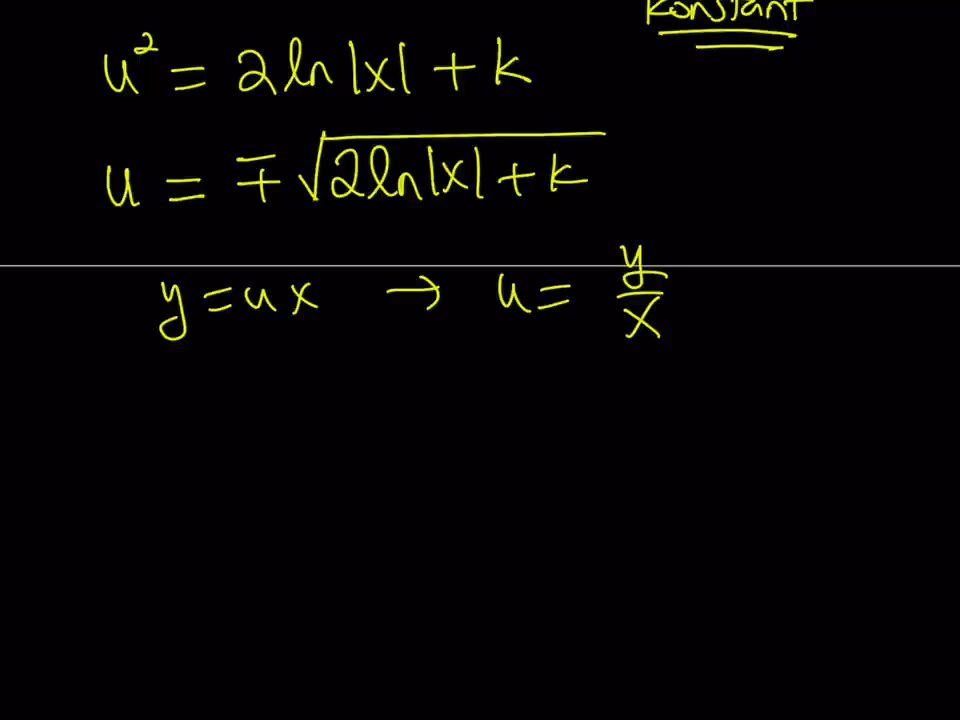 Konstant
u² = 2ln|x| + k
u = ∓√(2ln|x| + k)
y = ux → u = y/x